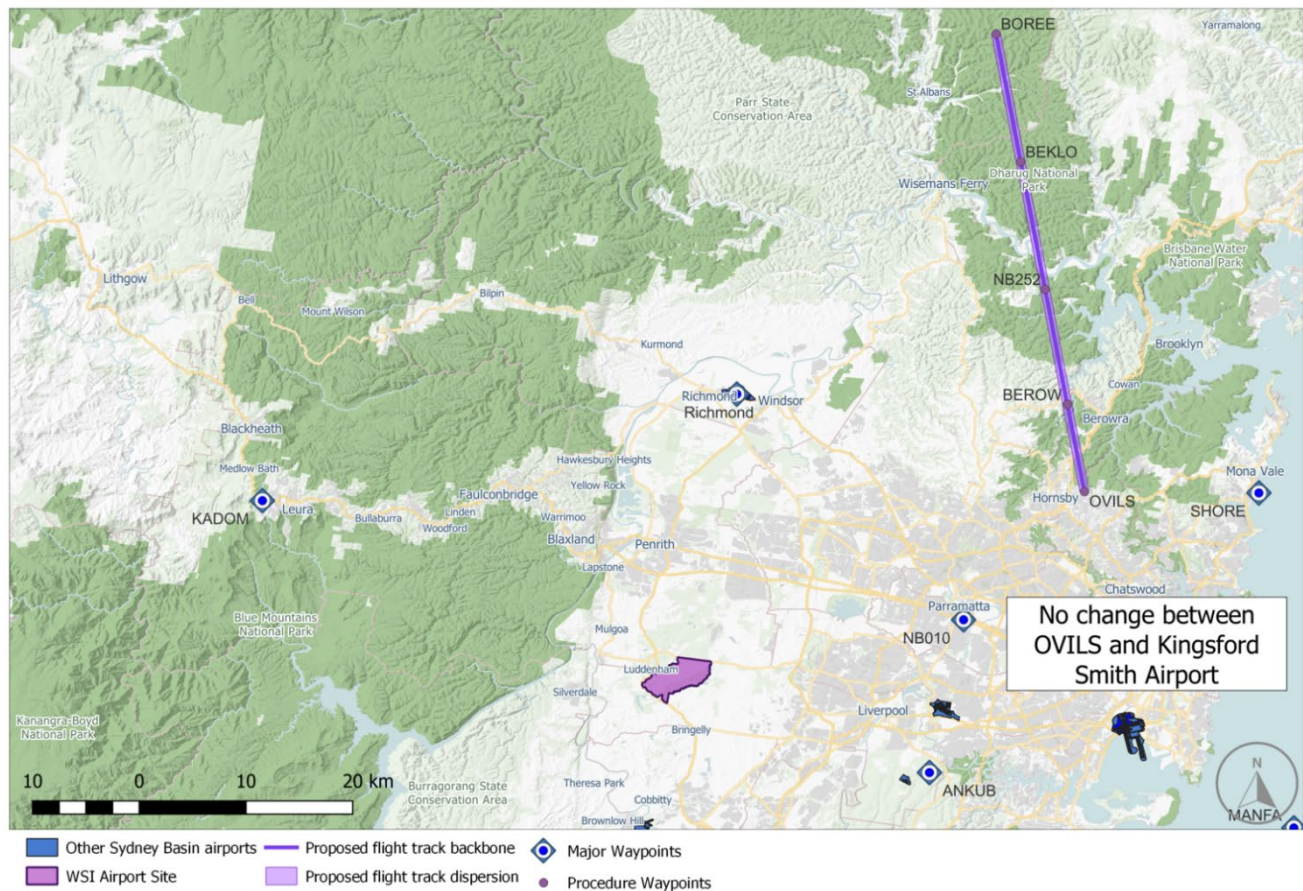 BOREE
Yarramalong
St Albans
Parr State
Conservation Area
BEKLO
Dharug National
Park
Wisemans Ferry
Brisbane Water
National Park
Lithgow
Bell
Mount Wilson
Bilpin
NB252
Brooklyn
Kurmond
Cowan
Richmond
Windsor
Richmond
BEROW
Berowra
Blackheath
Medlow Bath
Hawkesbury Heights
Yellow Rock
Mona Vale
Hornsby
OVILS
SHORE
KADOM
Leura
Bullaburra
Woodford
Linden
Faulconbridge
Warrimoo
Blaxland
Lapstone
Penrith
Chatswood
Parramatta
NB010
No change between
OVILS and Kingsford
Smith Airport
Blue Mountains
National Park
Mulgoa
Luddenham
Silverdale
Liverpool
Bringelly
Kanangra-Boyd
National Park
10 0 10 20 km
Theresa Park
Burragorang State
Conservation Area
Cobbitty
Brownlow Hill
ANKUB
N
MANFA
Other Sydney Basin airports
Proposed flight track backbone
Major Waypoints
WSI Airport Site
Proposed flight track dispersion
Procedure Waypoints